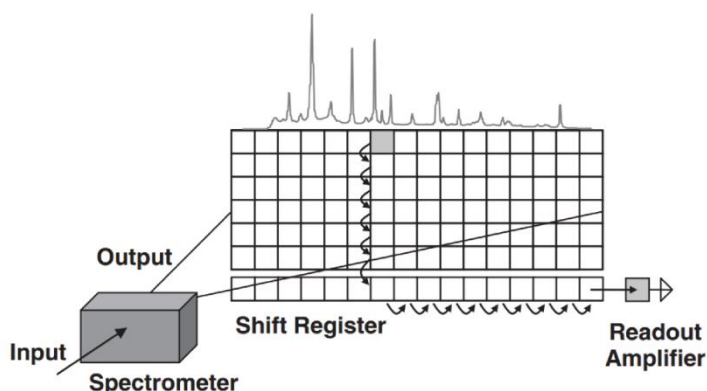 Output
Shift Register
Readout
Amplifier
Input
Spectrometer